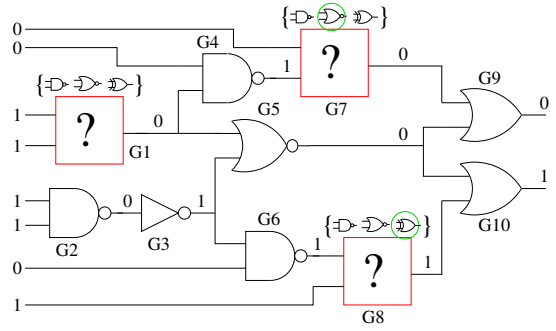 { } 0
0 G4 0 G9
{ } 1 ? 0
0 G7
1 ? G5
1 G1 0
1
1 0 1 G6 { } G10
1 G2 G3 1
0 ? 1
1 G8